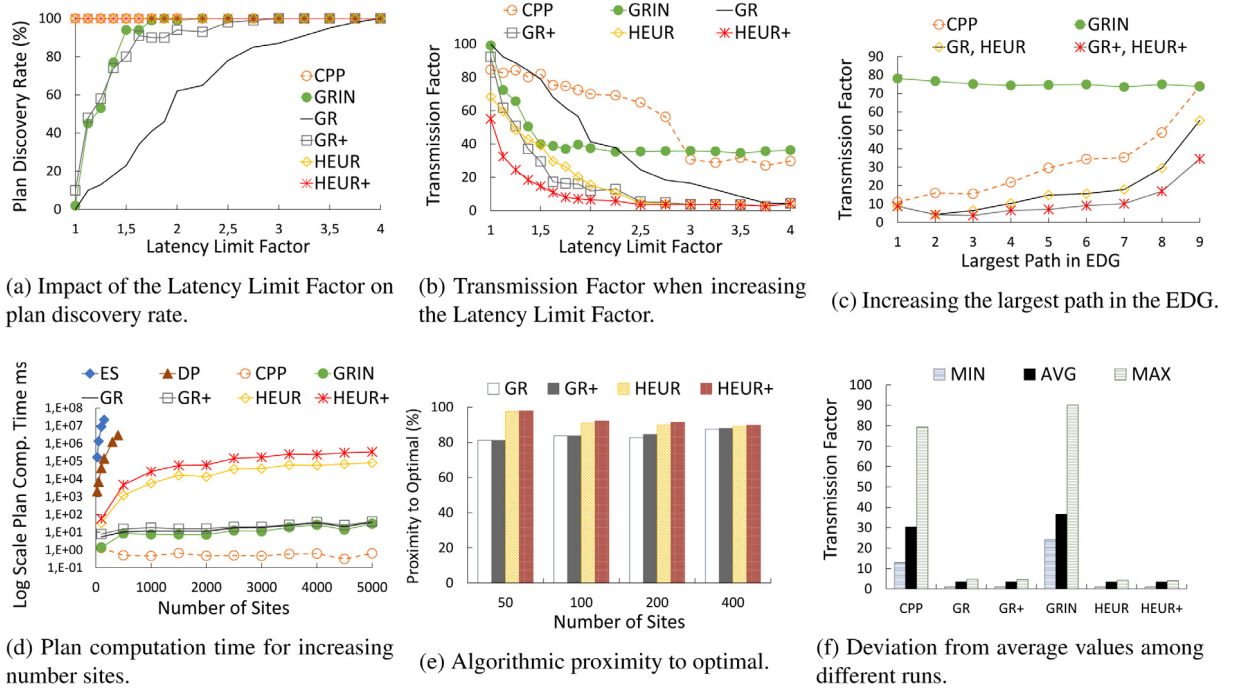 Plan Discovery Rate (%)
100
80
60
40
20
0
CPP
GRIN
GR
GR+
HEUR
HEUR+
1 1,5 2 2,5 3 3,5 4
Latency Limit Factor
(a) Impact of the Latency Limit Factor on
plan discovery rate.
CPP GRIN GR
GR+ HEUR HEUR+
Transmission Factor
100
80
60
40
20
0
1 1,5 2 2,5 3 3,5 4
Latency Limit Factor
(b) Transmission Factor when increasing
the Latency Limit Factor.
CPP GRIN
GR, HEUR GR+, HEUR+
Transmission Factor
90
80
70
60
50
40
30
20
10
0
1 2 3 4 5 6 7 8 9
Largest Path in EDG
(c) Increasing the largest path in the EDG.
ES DP CPP GRIN
GR GR+ HEUR HEUR+
Log Scale Plan Comp. Time ms
1,E+08
1,E+07
1,E+06
1,E+05
1,E+04
1,E+03
1,E+02
1,E+01
1,E+00
1,E-01
0 1000 2000 3000 4000 5000
Number of Sites
(d) Plan computation time for increasing
number sites.
GR GR+ HEUR HEUR+
Proximity to Optimal (%)
100
80
60
40
20
0
50 100 200 400
Number of Sites
(e) Algorithmic proximity to optimal.
MIN AVG MAX
Transmission Factor
100
90
80
70
60
50
40
30
20
10
0
CPP GR GR+ GRIN HEUR HEUR+
(f) Deviation from average values among
different runs.